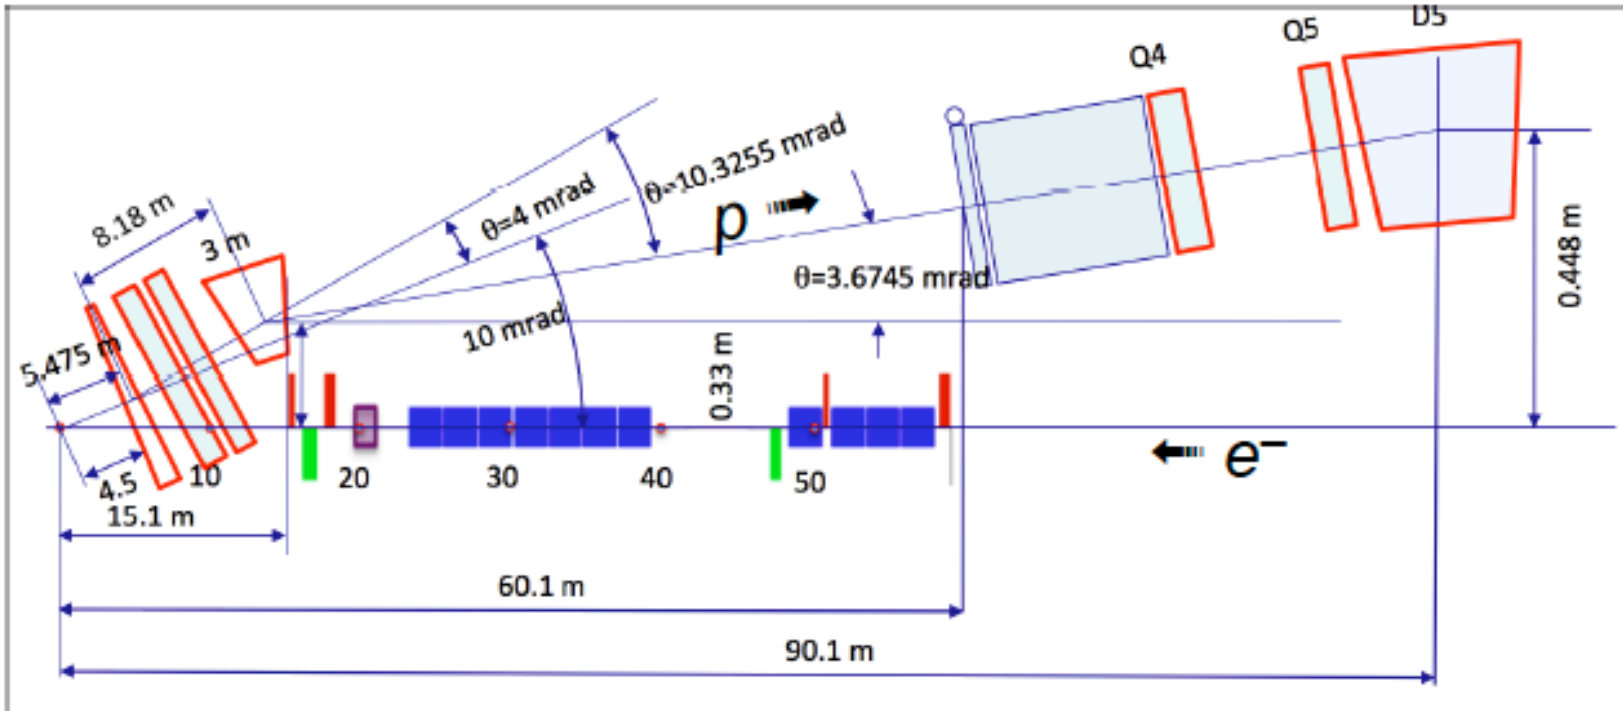 D5
Q5
Q4
θ=10.3255 mrad
θ=4 mrad
8.18 m
3 m
p
0.448 m
θ=3.6745 mrad
10 mrad
5.475 m
0.33 m
e−
4.5
10
20
30
40
50
15.1 m
60.1 m
90.1 m